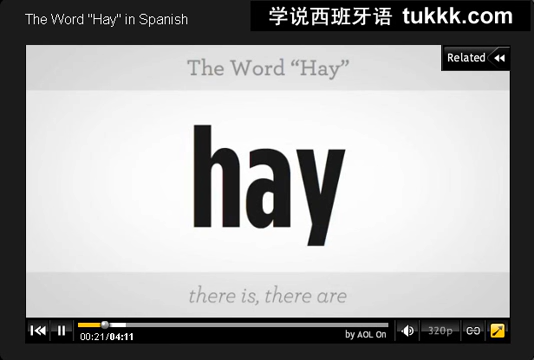 The Word "Hay" in Spanish
学说西班牙语 tukkk.com
Related
The Word “Hay”
hay
there is, there are
00:21/04:11
by AOL On
320p